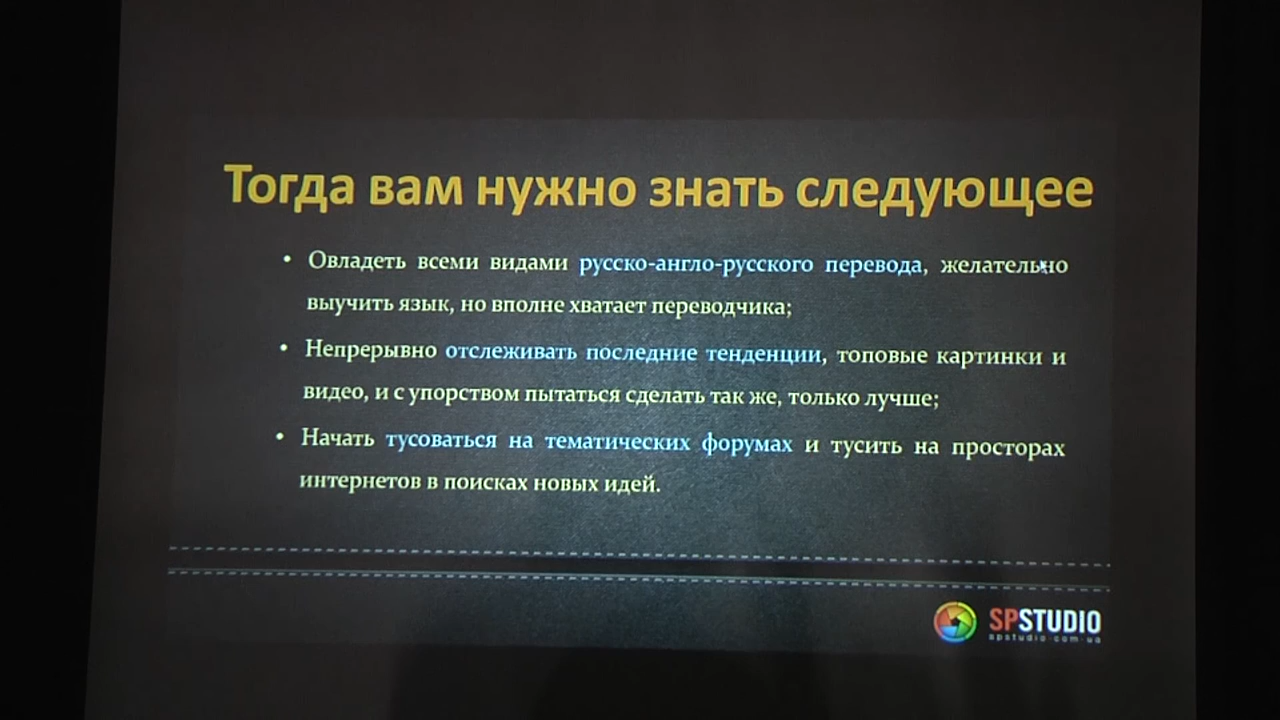 Тогда вам нужно знать следующее
• Овладеть всеми видами русско-англо-русского перевода, желательно
выучить язык, но вполне хватает переводчика;
• Непрерывно отслеживать последние тенденции, топовые картинки и
видео, и с упорством пытаться сделать так же, только лучше;
• Начать тусоваться на тематических форумах и тусить на просторах
интернетов в поисках новых идей.
SPSTUDIO
spstudio.com.ua